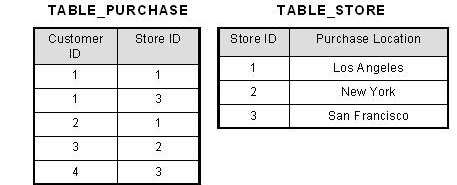 TABLE_PURCHASE
Customer ID Store ID
1 1
1 3
2 1
3 2
4 3
TABLE_STORE
Store ID Purchase Location
1 Los Angeles
2 New York
3 San Francisco